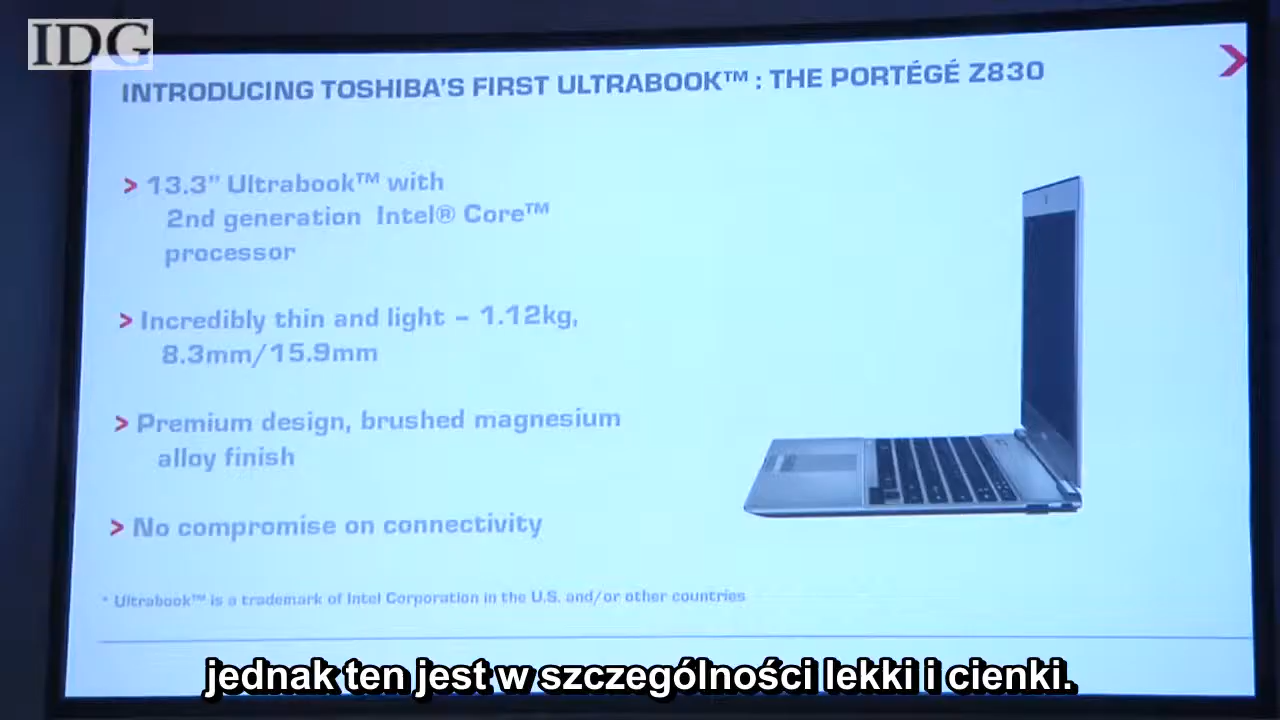 IDG
INTRODUCING TOSHIBA'S FIRST ULTRABOOK™ : THE PORTÉGÉ Z830
> 13.3" Ultrabook™ with
2nd generation Intel® Core™
processor
> Incredibly thin and light – 1.12kg,
8.3mm/15.9mm
> Premium design, brushed magnesium
alloy finish
> No compromise on connectivity
* Ultrabook™ is a trademark of Intel Corporation in the U.S. and/or other countries
jednak ten jest w szczególności lekki i cienki.